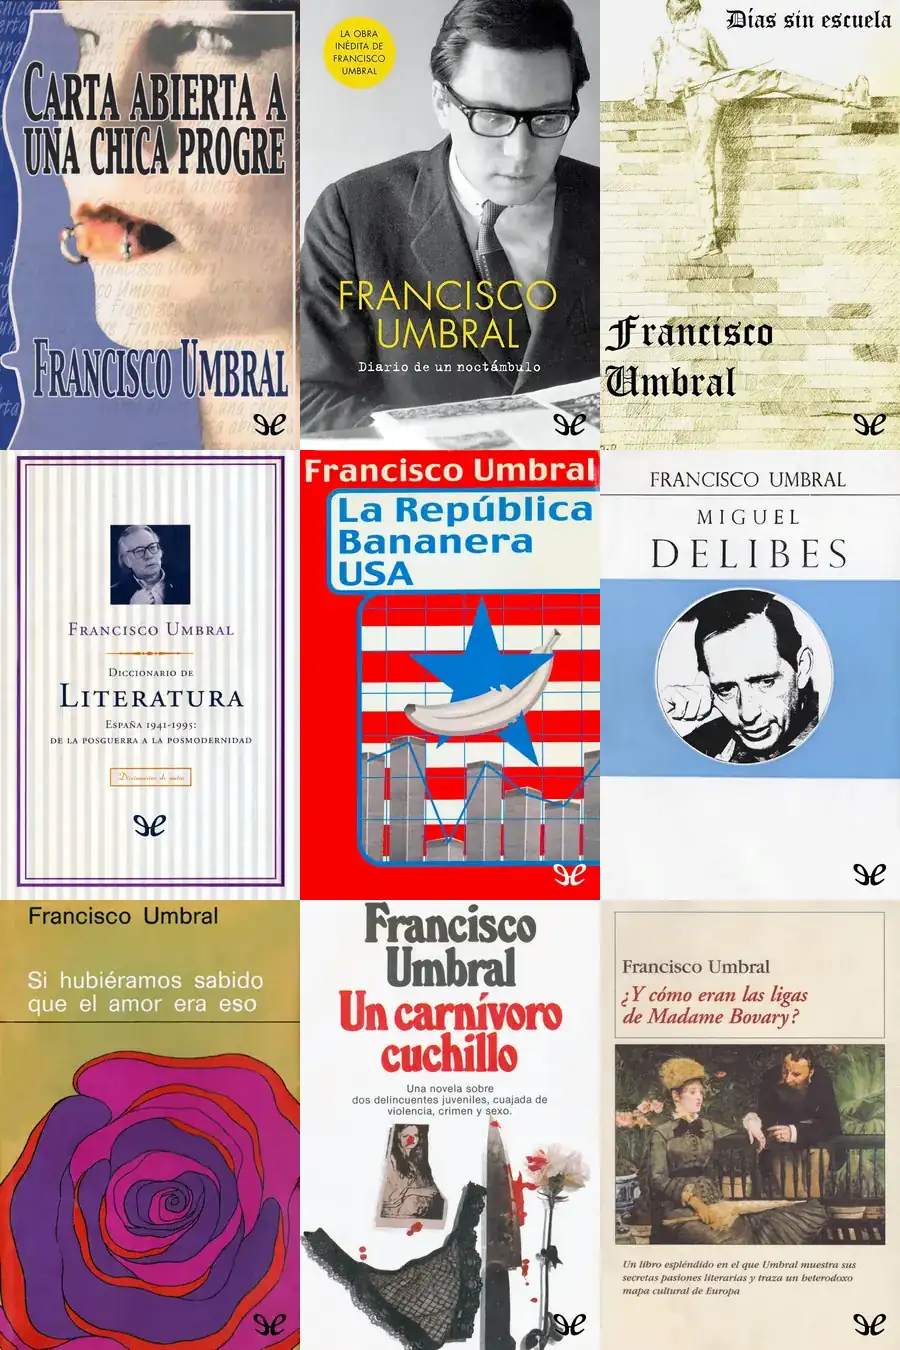 CARTA ABIERTA A
UNA CHICA PROGRE
FRANCISCO UMBRAL
LA OBRA
INÉDITA DE
FRANCISCO
UMBRAL
FRANCISCO
UMBRAL
Diario de un noctámbulo
Días sin escuela
Francisco
Umbral
FRANCISCO UMBRAL
DICCIONARIO DE
LITERATURA
ESPAÑA 1941-1995:
DE LA POSGUERRA A LA POSMODERNIDAD
Diccionarios de autor
Francisco Umbral
La República
Bananera
USA
FRANCISCO UMBRAL
MIGUEL
DELIBES
Francisco Umbral
Si hubiéramos sabido
que el amor era eso
Francisco
Umbral
Un carnívoro
cuchillo
Una novela sobre
dos delincuentes juveniles, cuajada de
violencia, crimen y sexo.
Francisco Umbral
¿Y cómo eran las ligas
de Madame Bovary?
Un libro espléndido en el que Umbral muestra sus
secretas pasiones literarias y traza un heterodoxo
mapa cultural de Europa